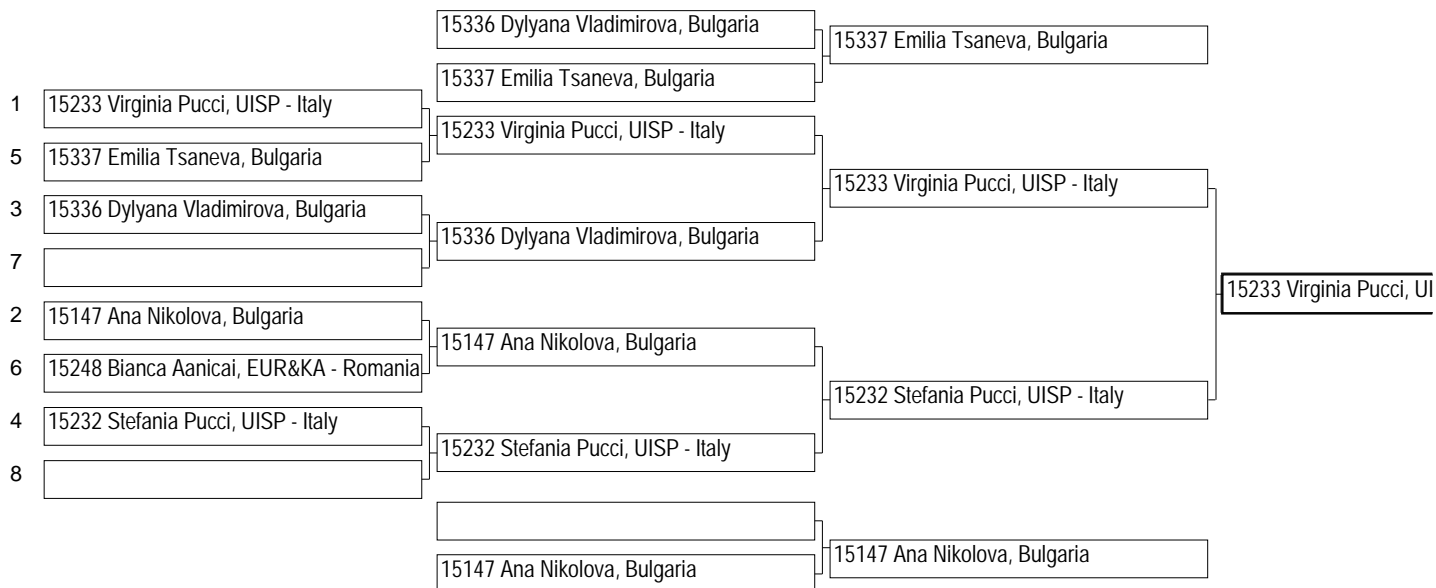 15336 Dylyana Vladimirova, Bulgaria
15337 Emilia Tsaneva, Bulgaria
15337 Emilia Tsaneva, Bulgaria
1 15233 Virginia Pucci, UISP - Italy
15233 Virginia Pucci, UISP - Italy
5 15337 Emilia Tsaneva, Bulgaria
15233 Virginia Pucci, UISP - Italy
3 15336 Dylyana Vladimirova, Bulgaria
15336 Dylyana Vladimirova, Bulgaria
7
15233 Virginia Pucci, UI
2 15147 Ana Nikolova, Bulgaria
15147 Ana Nikolova, Bulgaria
6 15248 Bianca Aanicai, EUR&KA - Romania
15232 Stefania Pucci, UISP - Italy
4 15232 Stefania Pucci, UISP - Italy
15232 Stefania Pucci, UISP - Italy
8
15147 Ana Nikolova, Bulgaria
15147 Ana Nikolova, Bulgaria